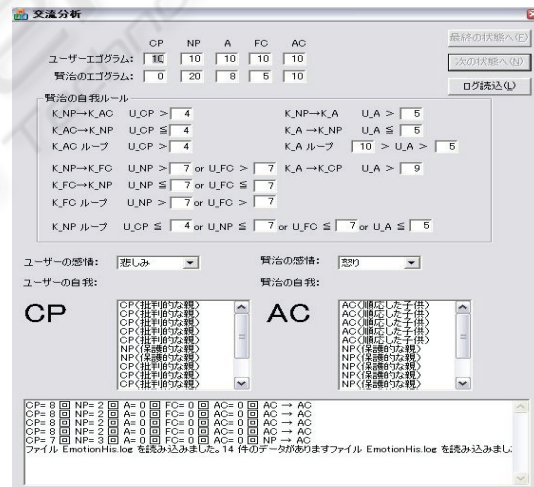 交流分析
CP NP A FC AC
ユーザーエゴグラム: 10 10 10 10 10
賢治のエゴグラム: 0 20 8 5 10
最終の状態へ(F)
次の状態へ(N)
ログ読込(L)
賢治の自我ルール
K_NP→K_AC U_CP > 4 K_NP→K_A U_A > 5
K_AC→K_NP U_CP ≦ 4 K_A →K_NP U_A ≦ 5
K_AC ループ U_CP > 4 K_A ループ 10 > U_A > 5
K_NP→K_FC U_NP > 7 or U_FC > 7 K_A →K_CP U_A > 9
K_FC→K_NP U_NP ≦ 7 or U_FC ≦ 7
K_FC ループ U_NP > 7 or U_FC > 7
K_NP ループ U_CP ≦ 4 or U_NP ≦ 7 or U_FC ≦ 7 or U_A ≦ 5
ユーザーの感情: 悲しみ 賢治の感情: 怒り
ユーザーの自我: 賢治の自我:
CP
CP(批判的な親)
CP(批判的な親)
CP(批判的な親)
CP(批判的な親)
NP(保護的な親)
NP(保護的な親)
CP(批判的な親)
CP(批判的な親)
AC
AC(順応した子供)
AC(順応した子供)
AC(順応した子供)
AC(順応した子供)
NP(保護的な親)
NP(保護的な親)
NP(保護的な親)
NP(保護的な親)
CP= 8 回 NP= 2 回 A= 0 回 FC= 0 回 AC= 0 回 AC → AC
CP= 8 回 NP= 2 回 A= 0 回 FC= 0 回 AC= 0 回 AC → AC
CP= 8 回 NP= 2 回 A= 0 回 FC= 0 回 AC= 0 回 AC → AC
CP= 8 回 NP= 2 回 A= 0 回 FC= 0 回 AC= 0 回 AC → AC
CP= 7 回 NP= 3 回 A= 0 回 FC= 0 回 AC= 0 回 NP → AC
ファイル EmotionHis.log を読み込みました。14 件のデータがありますファイル EmotionHis.log を読み込みまし